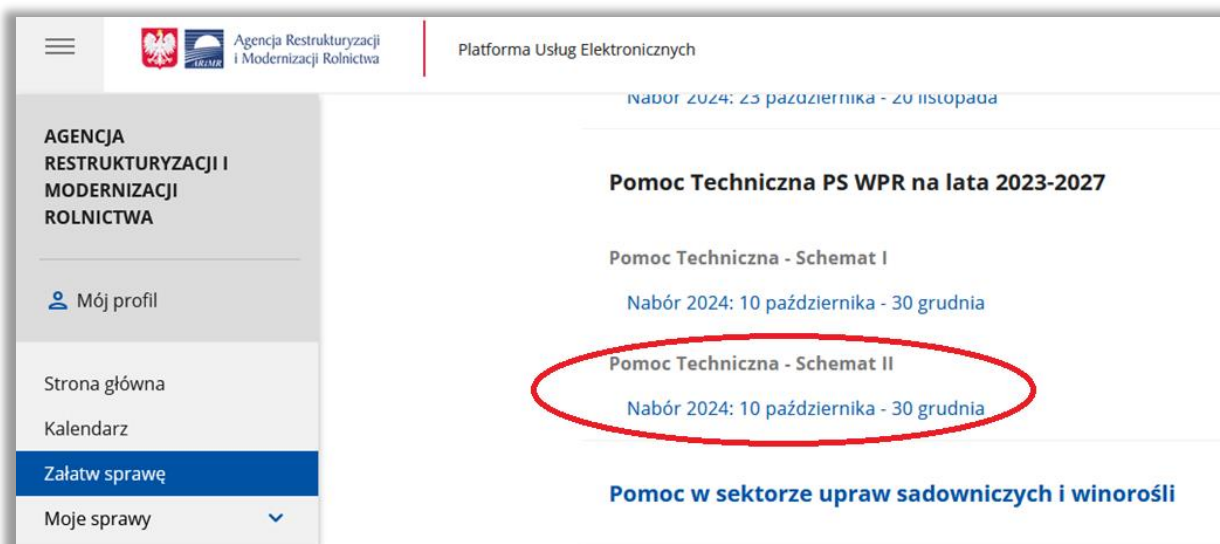 Agencja Restrukturyzacji
i Modernizacji Rolnictwa
ARiMR
Platforma Usług Elektronicznych
Nabór 2024: 23 października - 20 listopada
AGENCJA
RESTRUKTURYZACJI I
MODERNIZACJI
ROLNICTWA
Mój profil
Strona główna
Kalendarz
Załatw sprawę
Moje sprawy
Pomoc Techniczna PS WPR na lata 2023-2027
Pomoc Techniczna - Schemat I
Nabór 2024: 10 października - 30 grudnia
Pomoc Techniczna - Schemat II
Nabór 2024: 10 października - 30 grudnia
Pomoc w sektorze upraw sadowniczych i winorośli